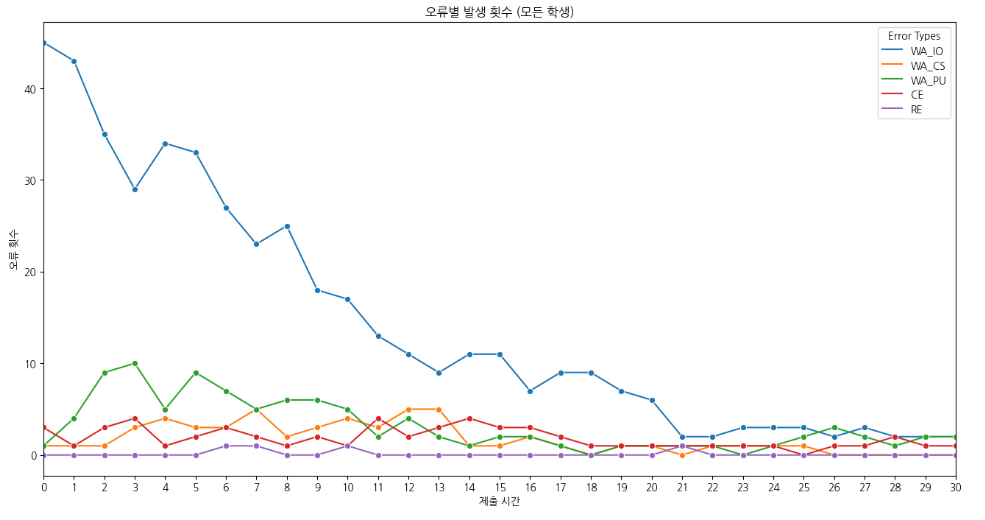 오류별 발생 횟수 (모든 학생)
Error Types
WA_IO
WA_CS
WA_PU
CE
RE
오류 횟수
40
30
20
10
0
0 1 2 3 4 5 6 7 8 9 10 11 12 13 14 15 16 17 18 19 20 21 22 23 24 25 26 27 28 29 30
제출 시간